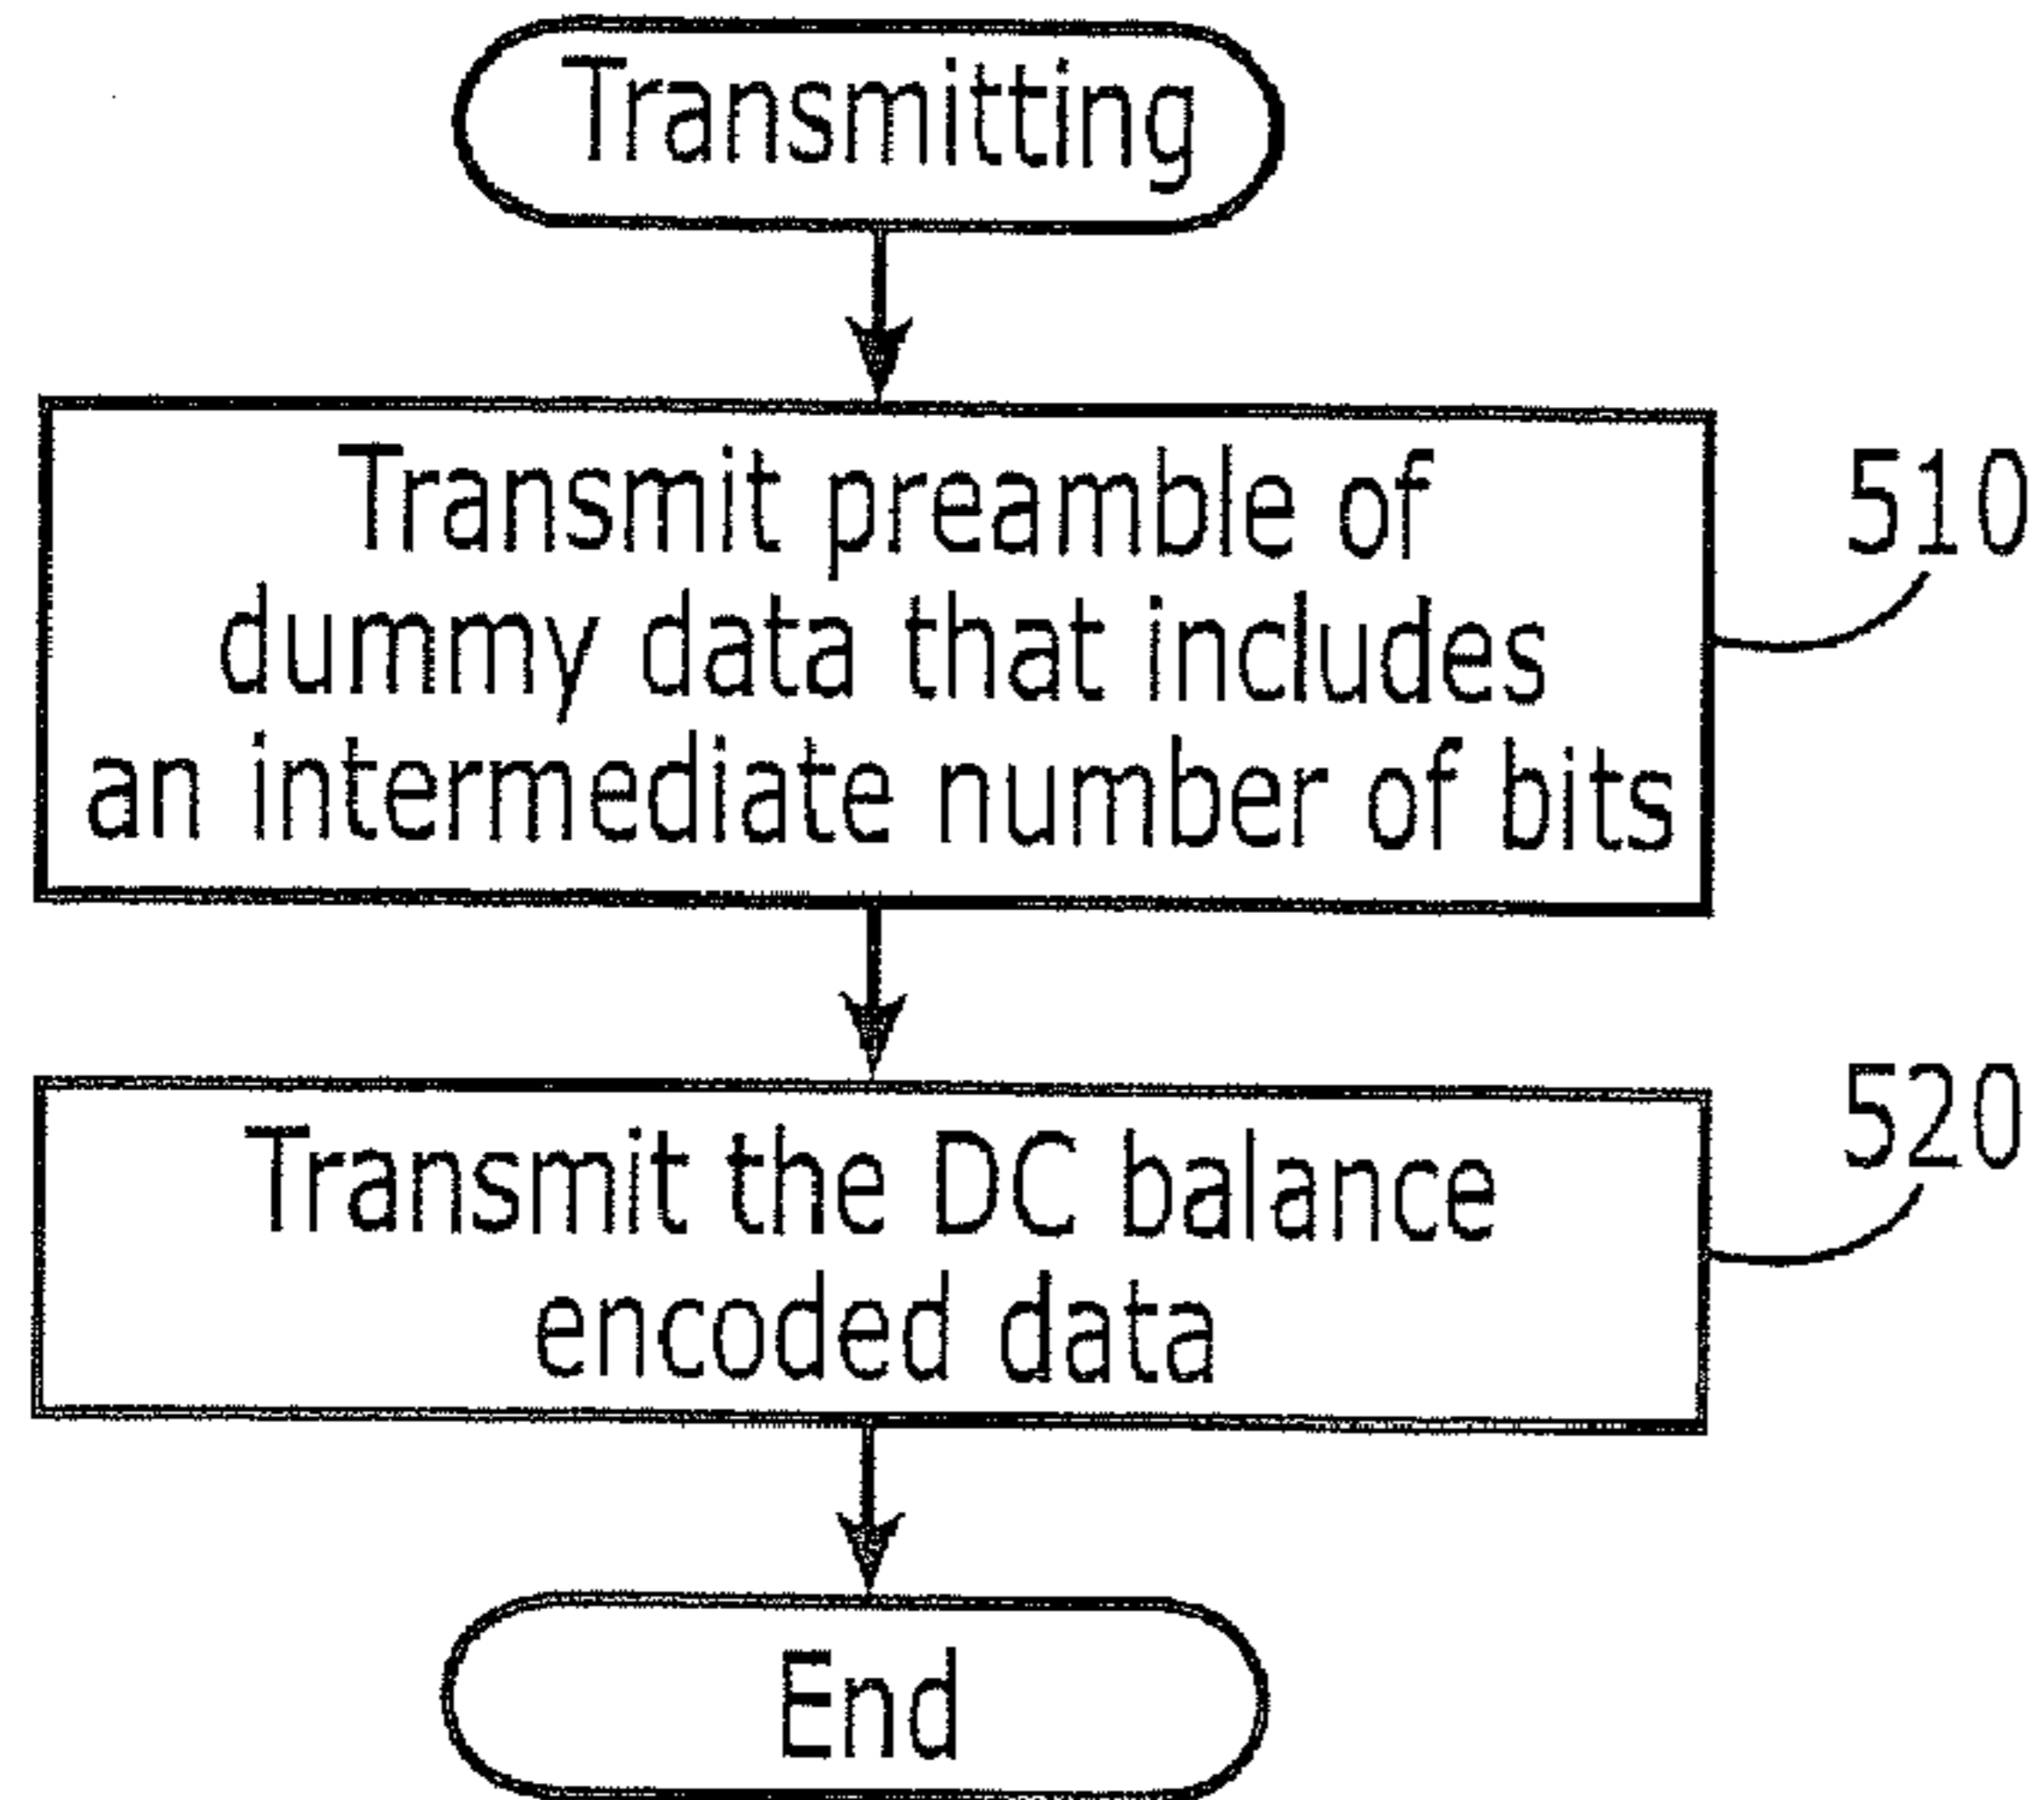 Transmitting
Transmit preamble of
dummy data that includes
an intermediate number of bits
510
Transmit the DC balance
encoded data
520
End